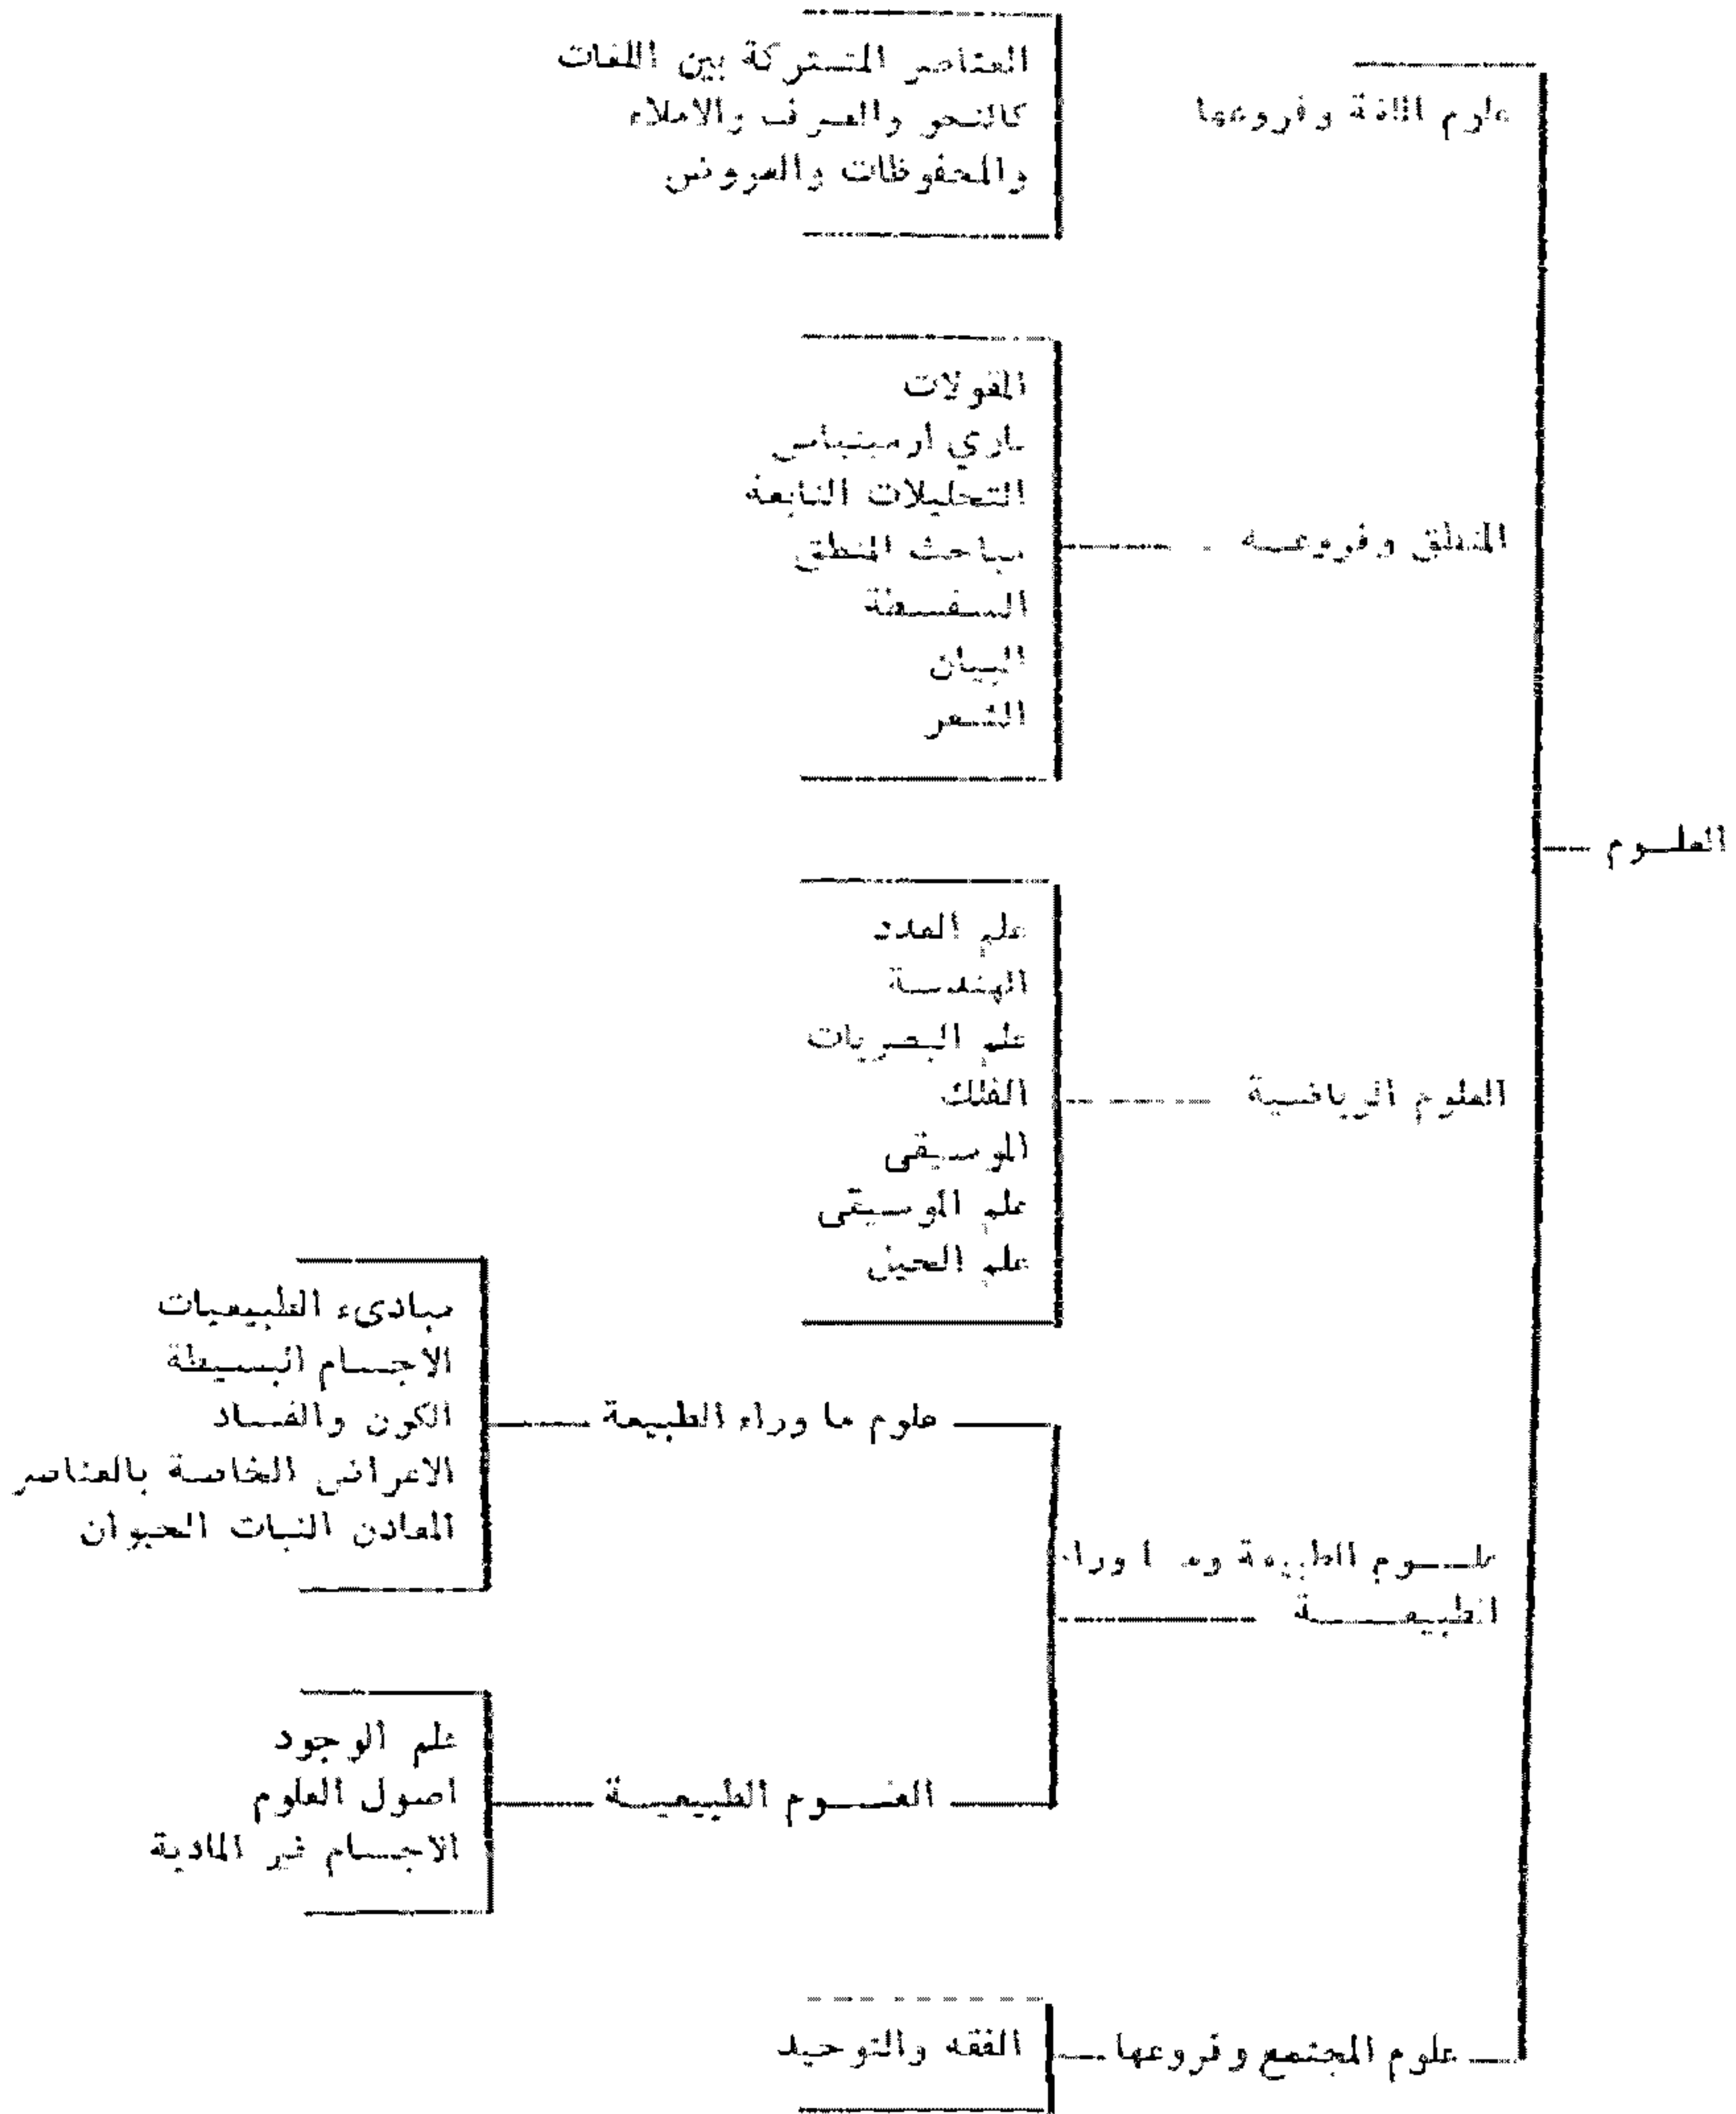 العلوم
علوم اللغة وفروعها
العناصر المشتركة بين اللغات
كالنحو والصرف والاملاء
والمحفوظات والعروض
المنطق وفروعه
المقولات
باري ارمينياس
التحليلات التابعة
مباحث المنطق
السفسطة
البيان
الشعر
العلوم الرياضية
علم العدد
الهندسة
علم البصريات
الفلك
الموسيقى
علم الموسيقى
علم الحيل
علوم الطبيعة وما وراء
الطبيعة
علوم ما وراء الطبيعة
مبادىء الطبيعيات
الاجسام البسيطة
الكون والفساد
الاعراض الخاصة بالعناصر
المعادن النبات الحيوان
العلوم الطبيعية
علم الوجود
اصول العلوم
الاجسام غير المادية
علوم المجتمع وفروعها
الفقه والتوحيد